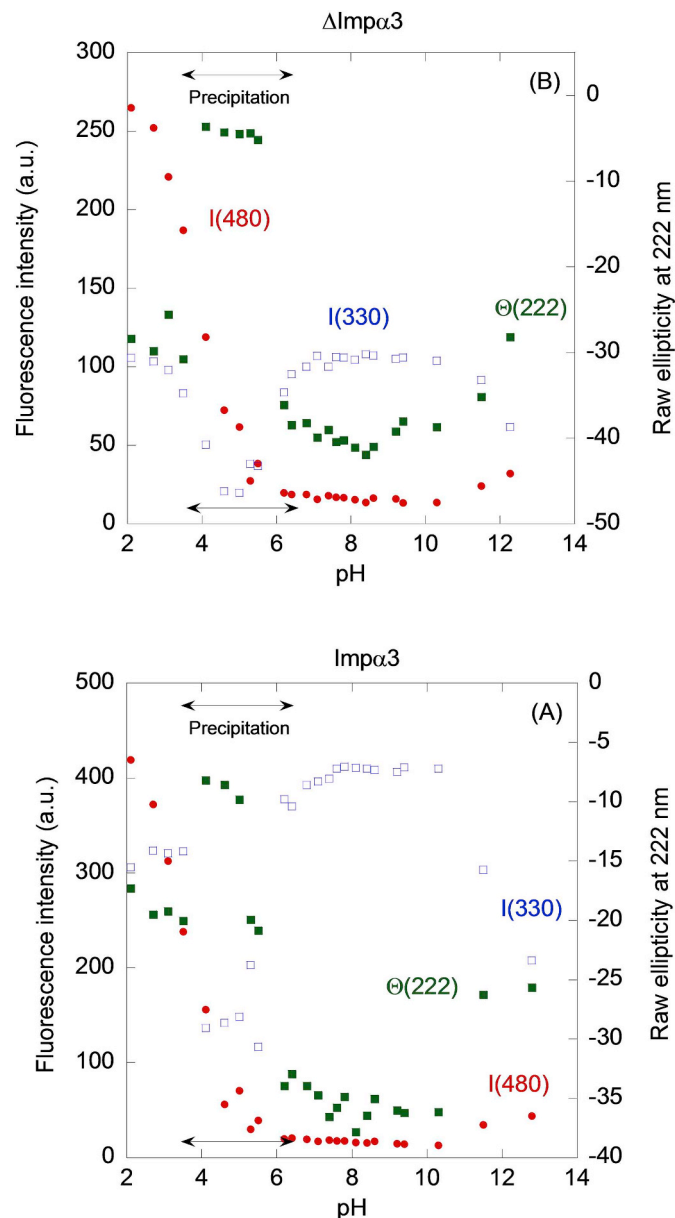 ΔImpα3
300
250
200
150
100
50
0
Fluorescence intensity (a.u.)
Precipitation
(B)
I(480)
I(330)
Θ(222)
0
-10
-20
-30
-40
-50
Raw ellipticity at 222 nm
2 4 6 8 10 12 14
pH
Impα3
500
400
300
200
100
0
Fluorescence intensity (a.u.)
Precipitation
(A)
I(330)
Θ(222)
I(480)
0
-5
-10
-15
-20
-25
-30
-35
-40
Raw ellipticity at 222 nm
2 4 6 8 10 12 14
pH